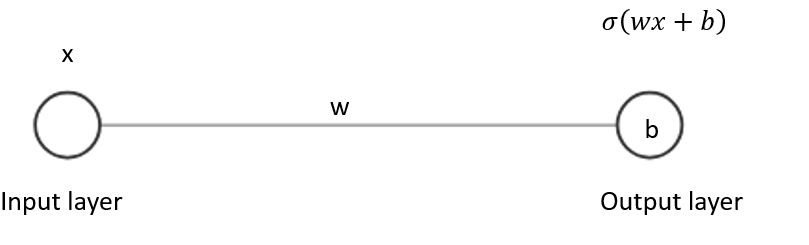 σ(wx + b)
x
w
b
Input layer
Output layer